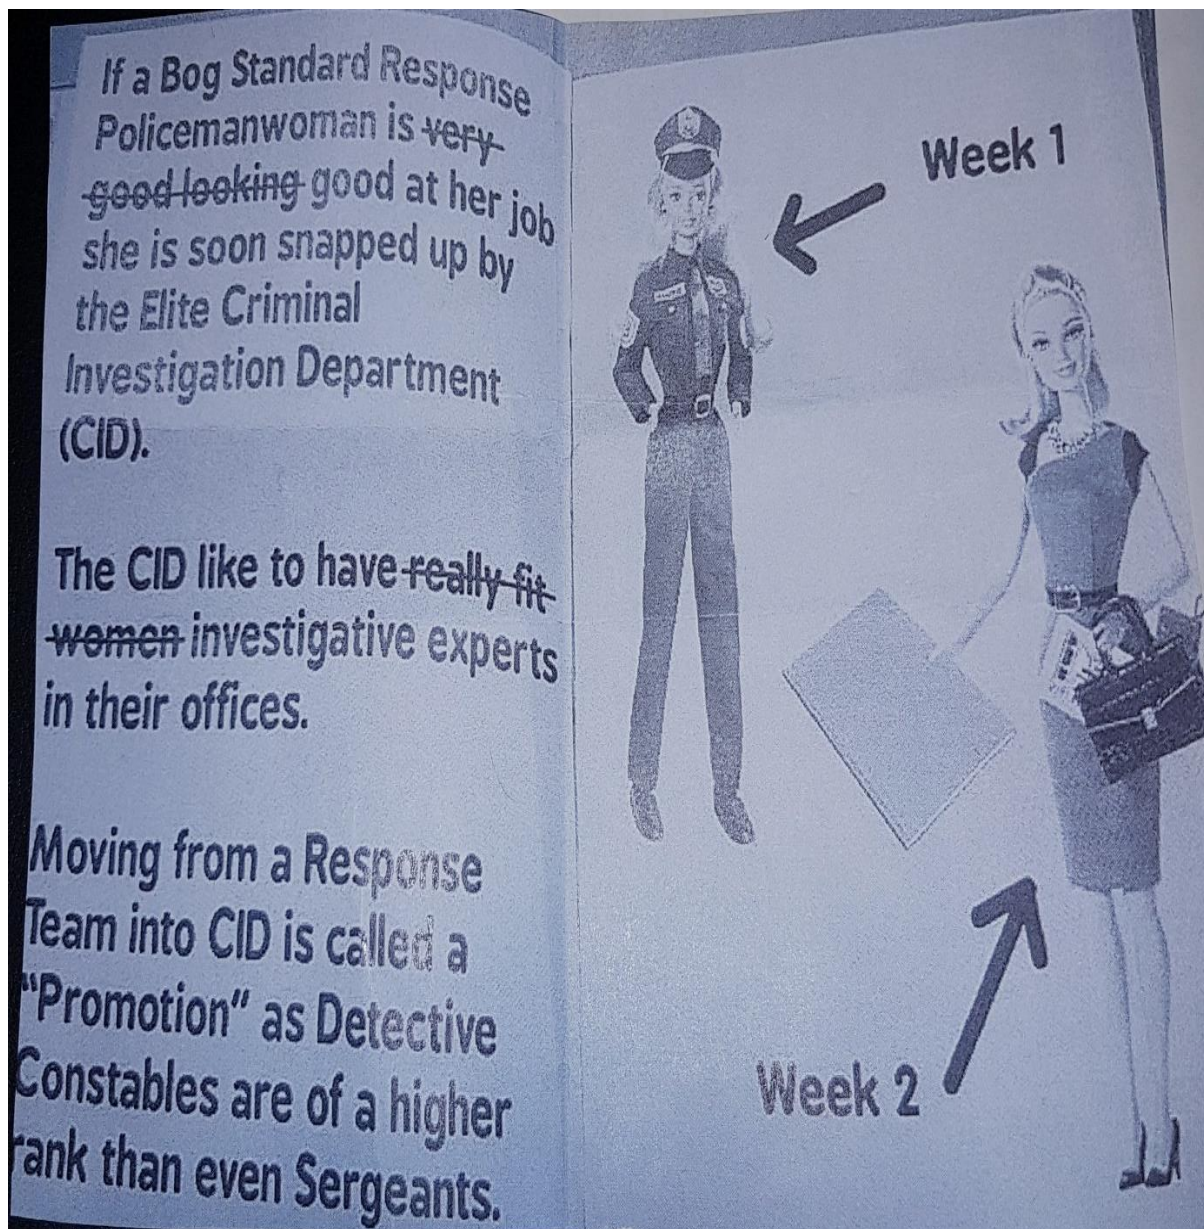 If a Bog Standard Response
Policemanwoman is ~~very~~
~~good looking~~ good at her job
she is soon snapped up by
the Elite Criminal
Investigation Department
(CID).
The CID like to have ~~really fit~~
~~women~~ investigative experts
in their offices.
Moving from a Response
Team into CID is called a
"Promotion" as Detective
Constables are of a higher
rank than even Sergeants.
Week 1
Week 2